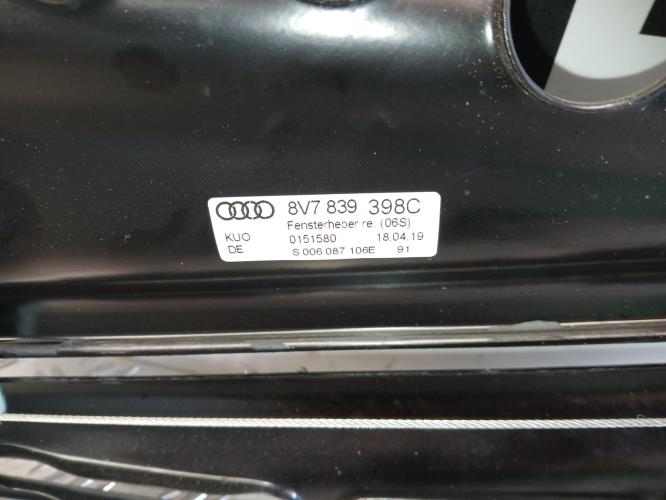 8V7 839 398C
Fensterheber re. (06S)
KUO 0151580 18.04.19
DE S 006 087 106E 91